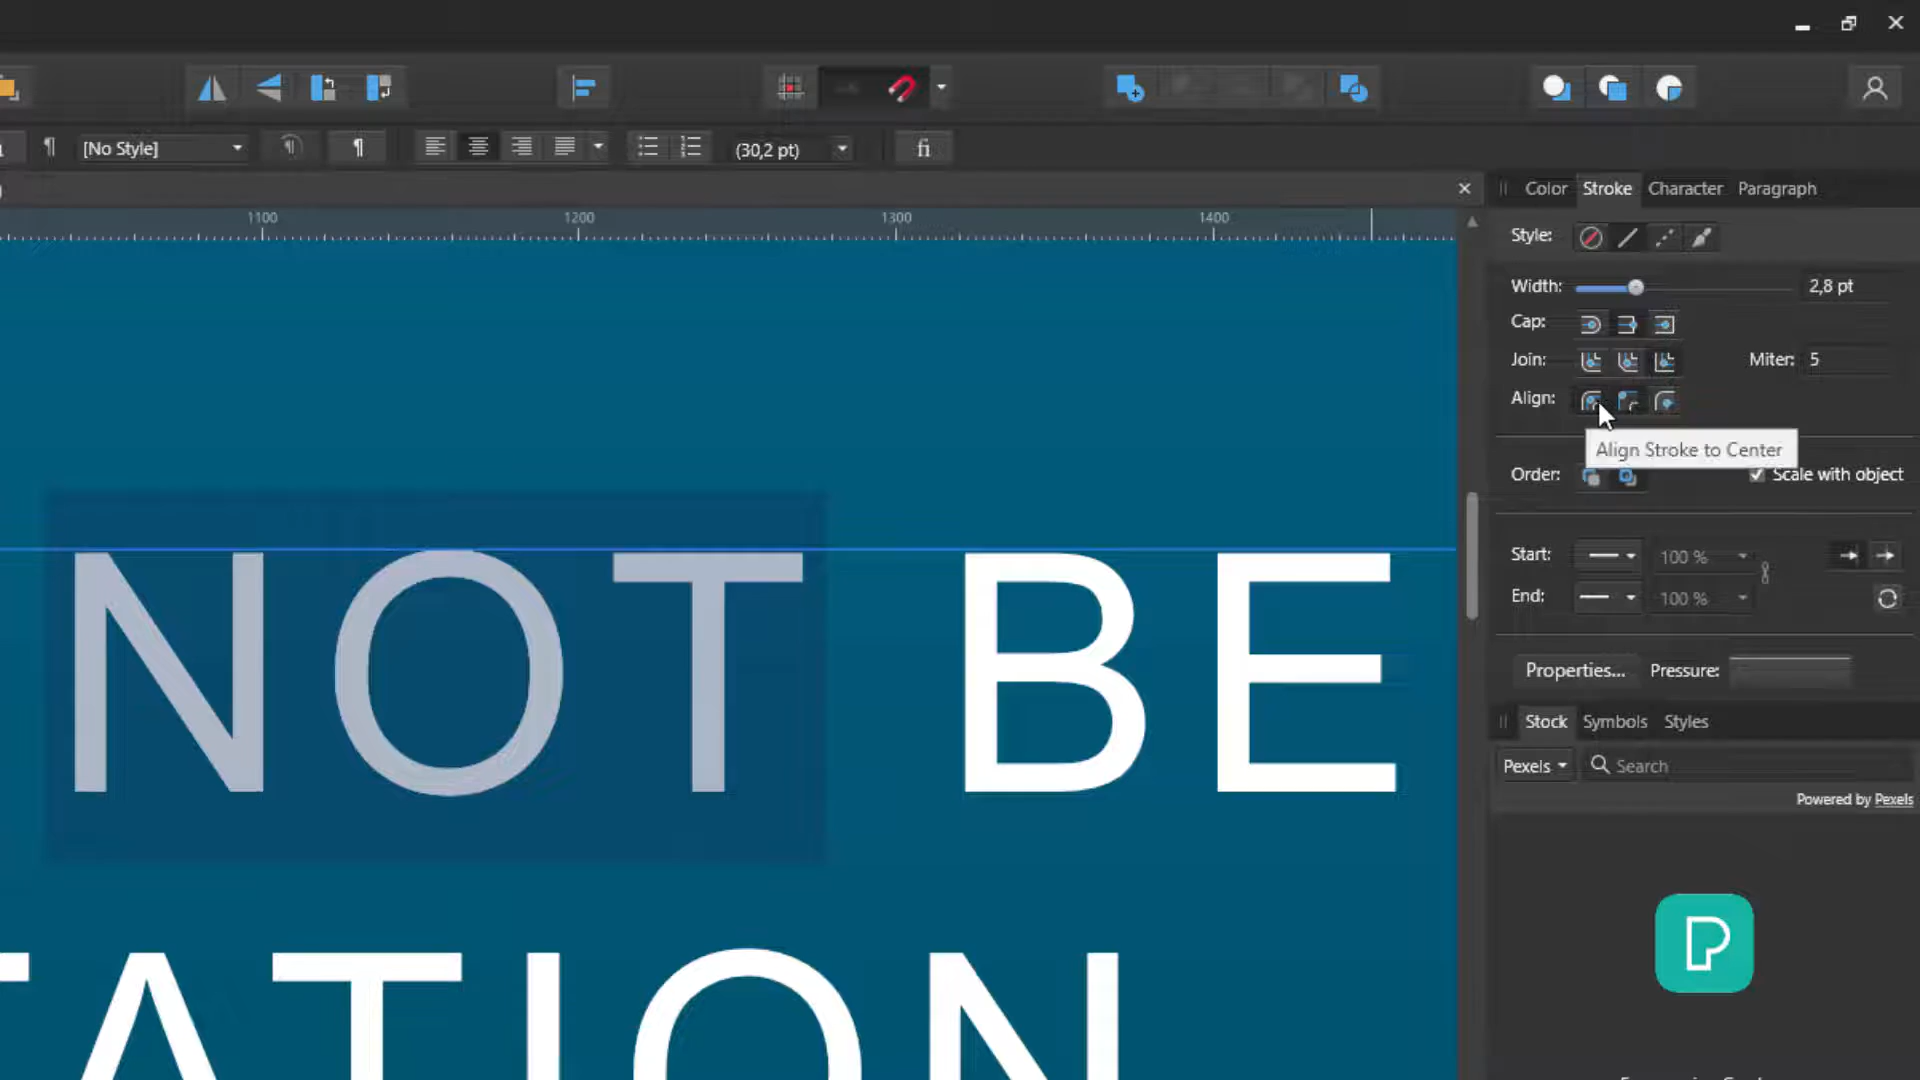 [No Style]
(30,2 pt)
fi
Color Stroke Character Paragraph
1100 1200 1300 1400
Style:
Width: 2,8 pt
Cap:
Join: Miter: 5
Align:
Align Stroke to Center
Order: Scale with object
Start: 100 %
End: 100 %
Properties... Pressure:
Stock Symbols Styles
Pexels Search
Powered by Pexels
NOT BE
TATION